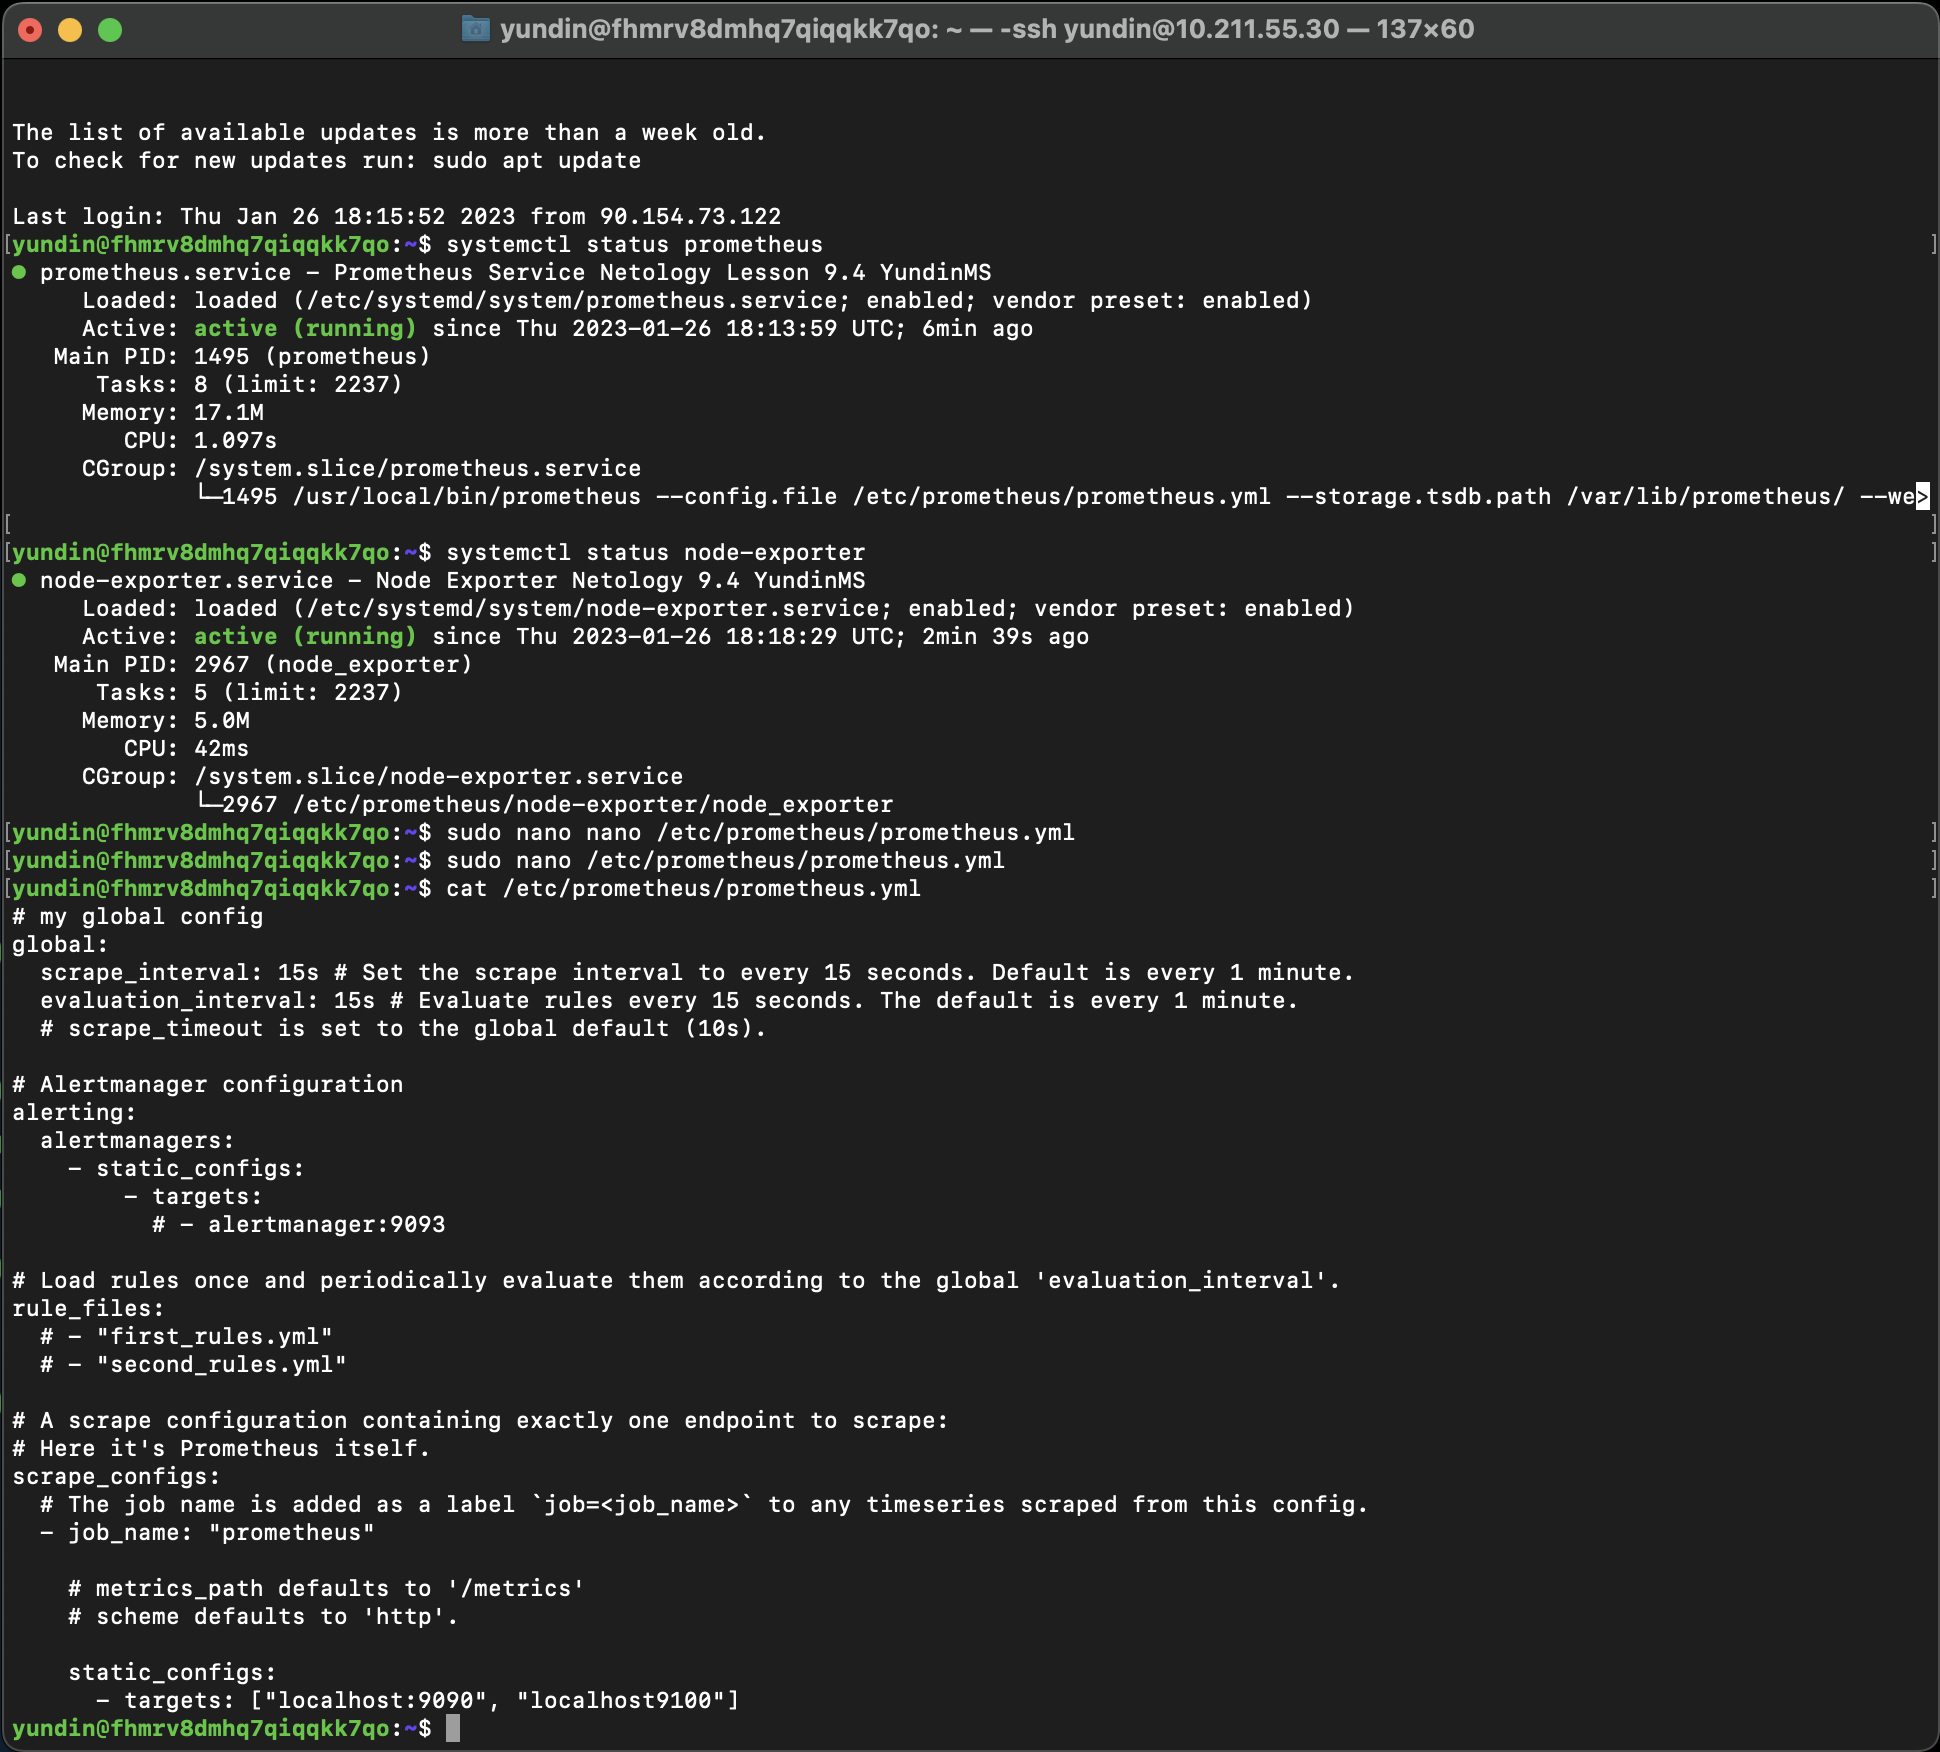 yundin@fhmrv8dmhq7qiqqkk7qo: ~ — -ssh yundin@10.211.55.30 — 137×60
The list of available updates is more than a week old.
To check for new updates run: sudo apt update
Last login: Thu Jan 26 18:15:52 2023 from 90.154.73.122
[yundin@fhmrv8dmhq7qiqqkk7qo:~$ systemctl status prometheus ]
● prometheus.service - Prometheus Service Netology Lesson 9.4 YundinMS
     Loaded: loaded (/etc/systemd/system/prometheus.service; enabled; vendor preset: enabled)
     Active: active (running) since Thu 2023-01-26 18:13:59 UTC; 6min ago
   Main PID: 1495 (prometheus)
      Tasks: 8 (limit: 2237)
     Memory: 17.1M
        CPU: 1.097s
     CGroup: /system.slice/prometheus.service
             └─1495 /usr/local/bin/prometheus --config.file /etc/prometheus/prometheus.yml --storage.tsdb.path /var/lib/prometheus/ --we>
[ ]
[yundin@fhmrv8dmhq7qiqqkk7qo:~$ systemctl status node-exporter ]
● node-exporter.service - Node Exporter Netology 9.4 YundinMS
     Loaded: loaded (/etc/systemd/system/node-exporter.service; enabled; vendor preset: enabled)
     Active: active (running) since Thu 2023-01-26 18:18:29 UTC; 2min 39s ago
   Main PID: 2967 (node_exporter)
      Tasks: 5 (limit: 2237)
     Memory: 5.0M
        CPU: 42ms
     CGroup: /system.slice/node-exporter.service
             └─2967 /etc/prometheus/node-exporter/node_exporter
[yundin@fhmrv8dmhq7qiqqkk7qo:~$ sudo nano nano /etc/prometheus/prometheus.yml ]
[yundin@fhmrv8dmhq7qiqqkk7qo:~$ sudo nano /etc/prometheus/prometheus.yml ]
[yundin@fhmrv8dmhq7qiqqkk7qo:~$ cat /etc/prometheus/prometheus.yml ]
# my global config
global:
  scrape_interval: 15s # Set the scrape interval to every 15 seconds. Default is every 1 minute.
  evaluation_interval: 15s # Evaluate rules every 15 seconds. The default is every 1 minute.
  # scrape_timeout is set to the global default (10s).
# Alertmanager configuration
alerting:
  alertmanagers:
    - static_configs:
        - targets:
          # - alertmanager:9093
# Load rules once and periodically evaluate them according to the global 'evaluation_interval'.
rule_files:
  # - "first_rules.yml"
  # - "second_rules.yml"
# A scrape configuration containing exactly one endpoint to scrape:
# Here it's Prometheus itself.
scrape_configs:
  # The job name is added as a label `job=<job_name>` to any timeseries scraped from this config.
  - job_name: "prometheus"
    # metrics_path defaults to '/metrics'
    # scheme defaults to 'http'.
    static_configs:
      - targets: ["localhost:9090", "localhost9100"]
yundin@fhmrv8dmhq7qiqqkk7qo:~$